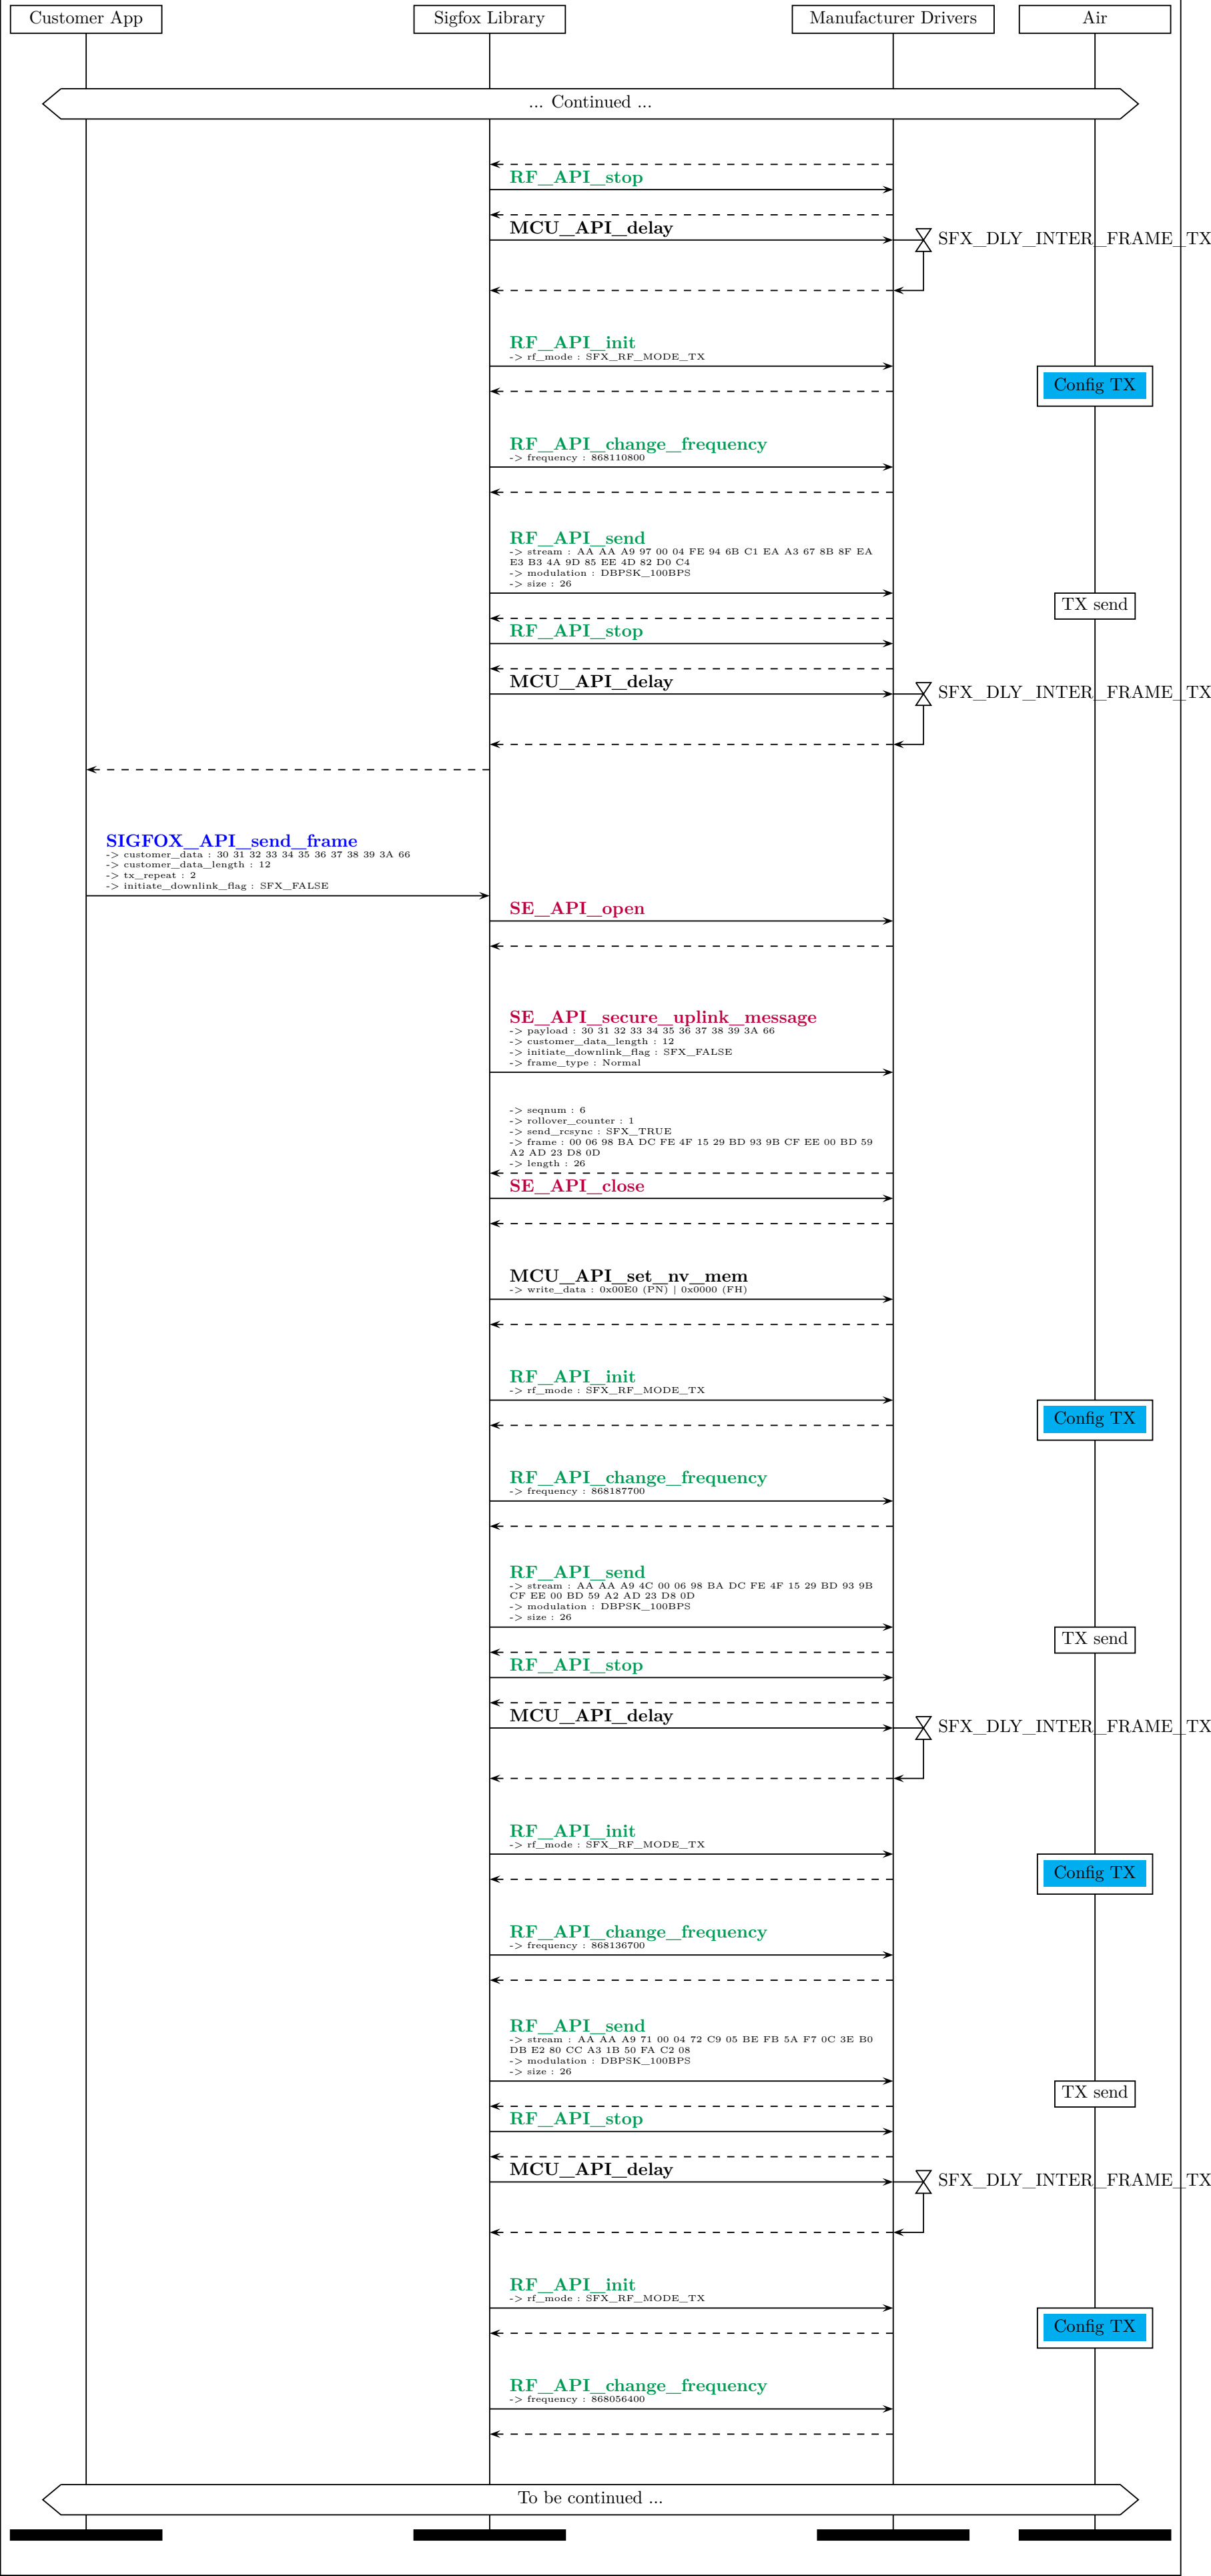 Customer App
Sigfox Library
Manufacturer Drivers
Air
... Continued ...
RF_API_stop
MCU_API_delay
SFX_DLY_INTER_FRAME_TX
RF_API_init
-> rf_mode : SFX_RF_MODE_TX
Config TX
RF_API_change_frequency
-> frequency : 868110800
RF_API_send
-> stream : AA AA A9 97 00 04 FE 94 6B C1 EA A3 67 8B 8F EA
E3 B3 4A 9D 85 EE 4D 82 D0 C4
-> modulation : DBPSK_100BPS
-> size : 26
TX send
RF_API_stop
MCU_API_delay
SFX_DLY_INTER_FRAME_TX
SIGFOX_API_send_frame
-> customer_data : 30 31 32 33 34 35 36 37 38 39 3A 66
-> customer_data_length : 12
-> tx_repeat : 2
-> initiate_downlink_flag : SFX_FALSE
SE_API_open
SE_API_secure_uplink_message
-> payload : 30 31 32 33 34 35 36 37 38 39 3A 66
-> customer_data_length : 12
-> initiate_downlink_flag : SFX_FALSE
-> frame_type : Normal
-> seqnum : 6
-> rollover_counter : 1
-> send_rcsync : SFX_TRUE
-> frame : 00 06 98 BA DC FE 4F 15 29 BD 93 9B CF EE 00 BD 59
A2 AD 23 D8 0D
-> length : 26
SE_API_close
MCU_API_set_nv_mem
-> write_data : 0x00E0 (PN) | 0x0000 (FH)
RF_API_init
-> rf_mode : SFX_RF_MODE_TX
Config TX
RF_API_change_frequency
-> frequency : 868187700
RF_API_send
-> stream : AA AA A9 4C 00 06 98 BA DC FE 4F 15 29 BD 93 9B
CF EE 00 BD 59 A2 AD 23 D8 0D
-> modulation : DBPSK_100BPS
-> size : 26
TX send
RF_API_stop
MCU_API_delay
SFX_DLY_INTER_FRAME_TX
RF_API_init
-> rf_mode : SFX_RF_MODE_TX
Config TX
RF_API_change_frequency
-> frequency : 868136700
RF_API_send
-> stream : AA AA A9 71 00 04 72 C9 05 BE FB 5A F7 0C 3E B0
DB E2 80 CC A3 1B 50 FA C2 08
-> modulation : DBPSK_100BPS
-> size : 26
TX send
RF_API_stop
MCU_API_delay
SFX_DLY_INTER_FRAME_TX
RF_API_init
-> rf_mode : SFX_RF_MODE_TX
Config TX
RF_API_change_frequency
-> frequency : 868056400
To be continued ...